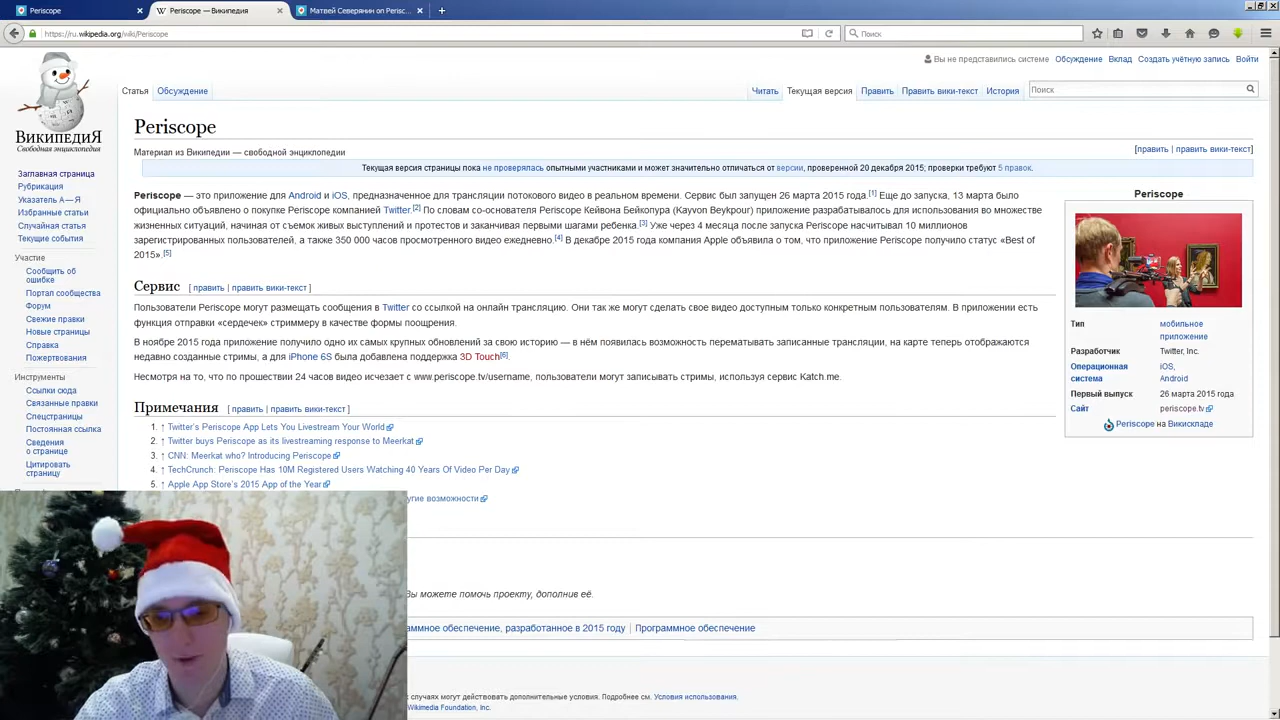 Periscope
Periscope — Википедия
Матвей Северянин on Perisc...
https://ru.wikipedia.org/wiki/Periscope
Поиск
Вы не представились системе Обсуждение Вклад Создать учётную запись Войти
Статья Обсуждение
Читать Текущая версия Править Править вики-текст История
Поиск
ВикипедиЯ
Свободная энциклопедия
Заглавная страница
Рубрикация
Указатель А — Я
Избранные статьи
Случайная статья
Текущие события
Участие
Сообщить об
ошибке
Портал сообщества
Форум
Свежие правки
Новые страницы
Справка
Пожертвования
Инструменты
Ссылки сюда
Связанные правки
Спецстраницы
Постоянная ссылка
Сведения
о странице
Цитировать
страницу
Periscope
Материал из Википедии — свободной энциклопедии
[править | править вики-текст]
Текущая версия страницы пока не проверялась опытными участниками и может значительно отличаться от версии, проверенной 20 декабря 2015; проверки требуют 5 правок.
Periscope — это приложение для Android и iOS, предназначенное для трансляции потокового видео в реальном времени. Сервис был запущен 26 марта 2015 года.[1] Еще до запуска, 13 марта было
официально объявлено о покупке Periscope компанией Twitter.[2] По словам со-основателя Periscope Кейвона Бейкпура (Kayvon Beykpour) приложение разрабатывалось для использования во множестве
жизненных ситуаций, начиная от съемок живых выступлений и протестов и заканчивая первыми шагами ребенка.[3] Уже через 4 месяца после запуска Periscope насчитывал 10 миллионов
зарегистрированных пользователей, а также 350 000 часов просмотренного видео ежедневно.[4] В декабре 2015 года компания Apple объявила о том, что приложение Periscope получило статус «Best of
2015».[5]
Сервис [ править | править вики-текст ]
Пользователи Periscope могут размещать сообщения в Twitter со ссылкой на онлайн трансляцию. Они так же могут сделать свое видео доступным только конкретным пользователям. В приложении есть
функция отправки «сердечек» стриммеру в качестве формы поощрения.
В ноябре 2015 года приложение получило одно их самых крупных обновлений за свою историю — в нём появилась возможность перематывать записанные трансляции, на карте теперь отображаются
недавно созданные стримы, а для iPhone 6S была добавлена поддержка 3D Touch[6].
Несмотря на то, что по прошествии 24 часов видео исчезает с www.periscope.tv/username, пользователи могут записывать стримы, используя сервис Katch.me.
Примечания [ править | править вики-текст ]
1. ↑ Twitter's Periscope App Lets You Livestream Your World
2. ↑ Twitter buys Periscope as its livestreaming response to Meerkat
3. ↑ CNN: Meerkat who? Introducing Periscope
4. ↑ TechCrunch: Periscope Has 10M Registered Users Watching 40 Years Of Video Per Day
5. ↑ Apple App Store's 2015 App of the Year
угие возможности
Вы можете помочь проекту, дополнив её.
аммное обеспечение, разработанное в 2015 году | Программное обеспечение
х случаях могут действовать дополнительные условия. Подробнее см. Условия использования.
Wikimedia Foundation, Inc.
Periscope
Тип мобильное
приложение
Разработчик Twitter, Inc.
Операционная iOS,
система Android
Первый выпуск 26 марта 2015 года
Сайт periscope.tv
Periscope на Викискладе